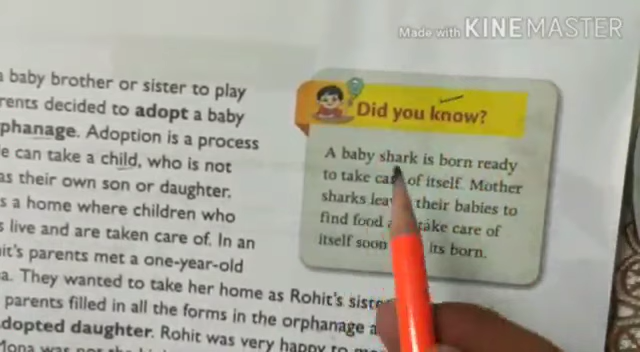 Made with KINEMASTER
a baby brother or sister to play
rents decided to adopt a baby
phanage. Adoption is a process
e can take a child, who is not
as their own son or daughter.
s a home where children who
s live and are taken care of. In an
it's parents met a one-year-old
a. They wanted to take her home as Rohit's siste
parents filled in all the forms in the orphanage a
dopted daughter. Rohit was very happy to
Did you know?
A baby shark is born ready
to take ca of itself. Mother
sharks lea their babies to
find food take care of
itself soon its born.